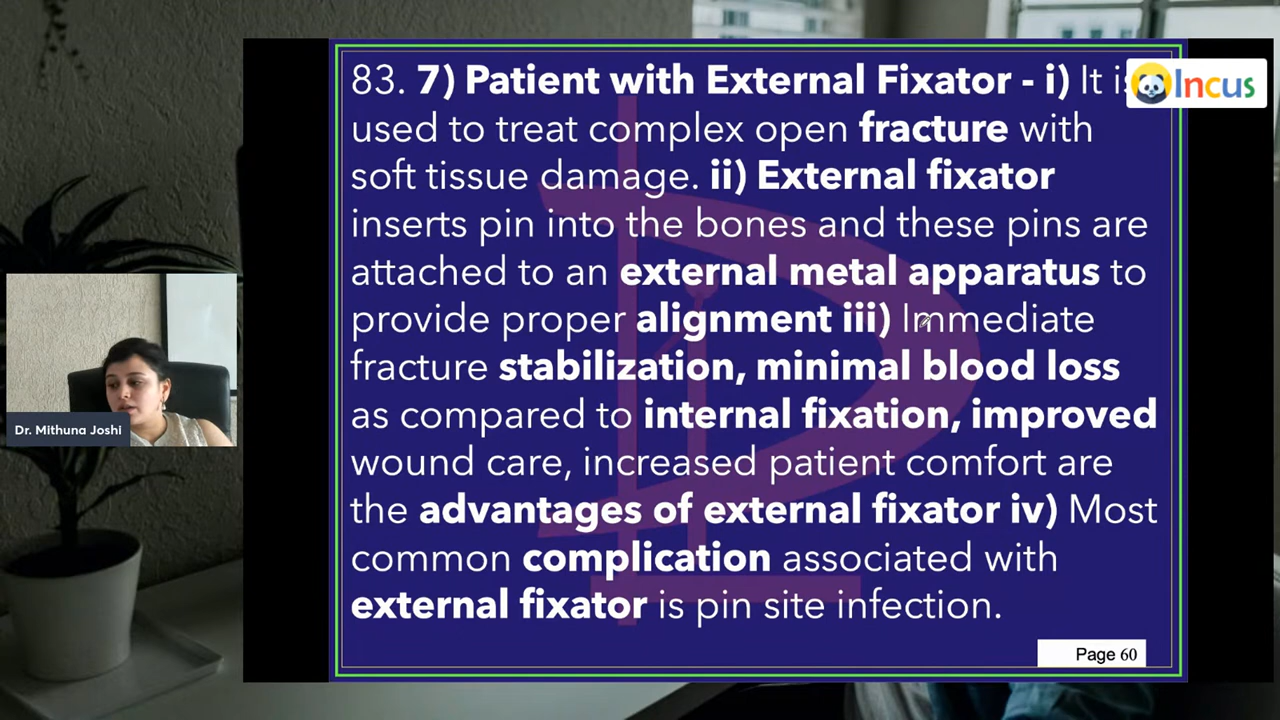 83. 7) Patient with External Fixator - i) It is
used to treat complex open fracture with
soft tissue damage. ii) External fixator
inserts pin into the bones and these pins are
attached to an external metal apparatus to
provide proper alignment iii) Immediate
fracture stabilization, minimal blood loss
as compared to internal fixation, improved
wound care, increased patient comfort are
the advantages of external fixator iv) Most
common complication associated with
external fixator is pin site infection.
Page 60
Incus
Dr. Mithuna Joshi